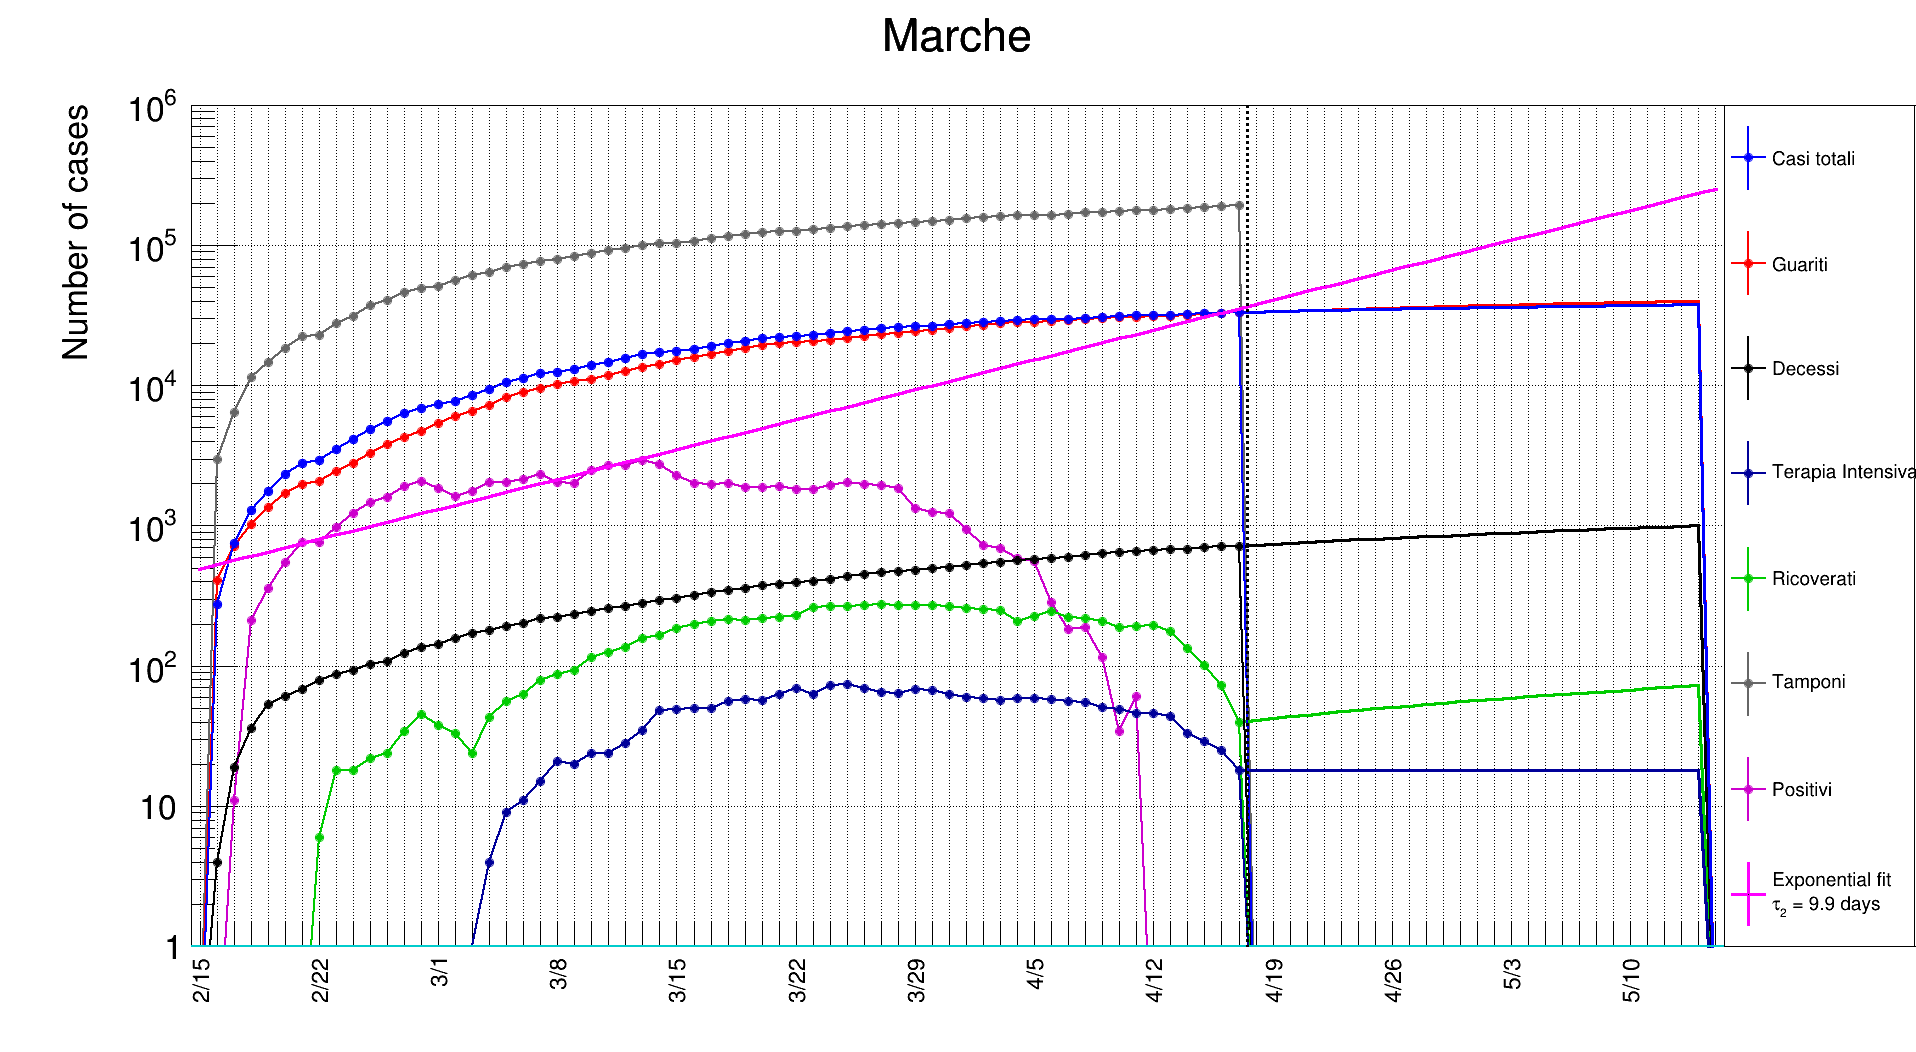 Marche
Number of cases
10^6
10^5
10^4
10^3
10^2
10
1
2/15
2/22
3/1
3/8
3/15
3/22
3/29
4/5
4/12
4/19
4/26
5/3
5/10
Casi totali
Guariti
Decessi
Terapia Intensiva
Ricoverati
Tamponi
Positivi
Exponential fit
τ₂ = 9.9 days